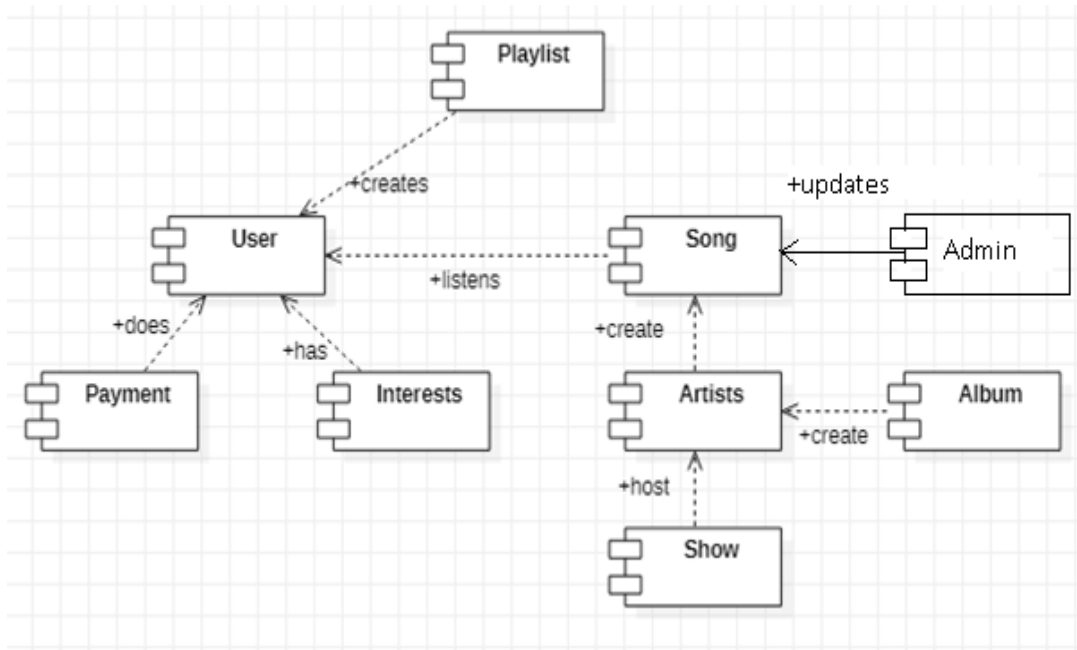 Playlist
+creates
+updates
User
Song
Admin
+listens
+does
+has
+create
Payment
Interests
Artists
Album
+create
+host
Show